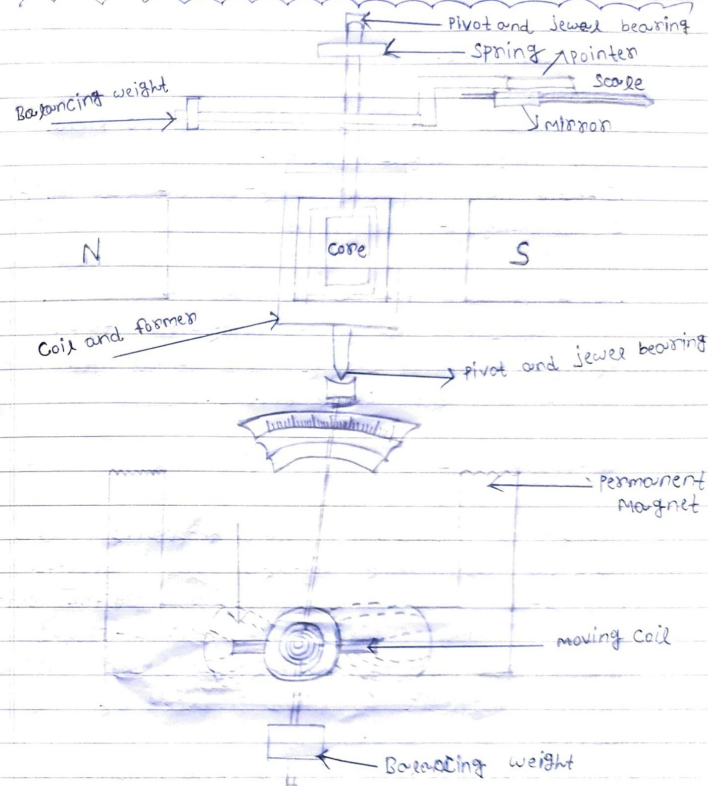 Pivot and jewel bearing
Spring
pointer
Scale
Balancing weight
Mirror
N
core
S
Coil and former
pivot and jewel bearing
Permanent
Magnet
moving coil
Balancing weight